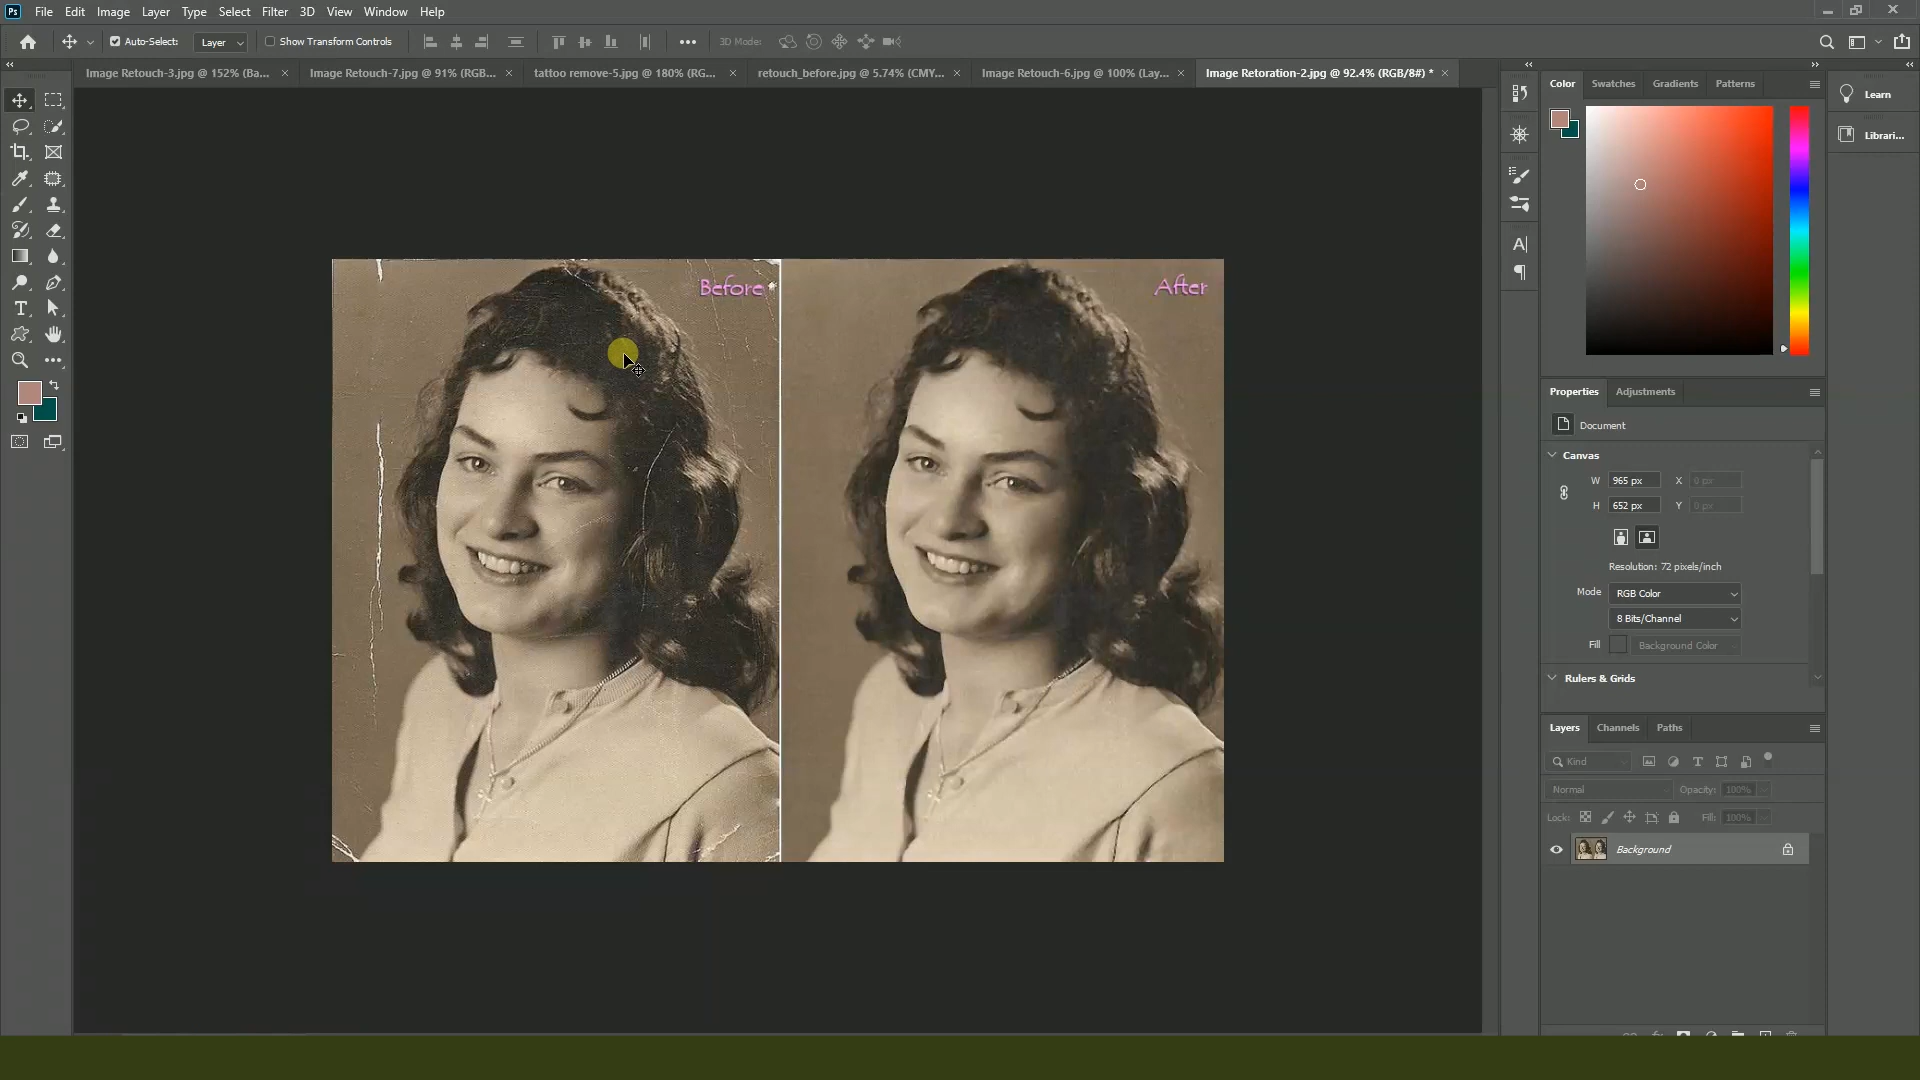 Ps File Edit Image Layer Type Select Filter 3D View Window Help
Auto-Select: Layer Show Transform Controls 3D Mode:
Image Retouch-3.jpg @ 152% (Ba... Image Retouch-7.jpg @ 91% (RGB... tattoo remove-5.jpg @ 180% (RG... retouch_before.jpg @ 5.74% (CMY... Image Retouch-6.jpg @ 100% (Lay... Image Retoration-2.jpg @ 92.4% (RGB/8#) *
Color Swatches Gradients Patterns
Learn
Librari...
Before
After
Properties Adjustments
Document
Canvas
W 965 px X 0 px
H 652 px Y 0 px
Resolution: 72 pixels/inch
Mode RGB Color
8 Bits/Channel
Fill Background Color
Rulers & Grids
Layers Channels Paths
Kind
Normal Opacity: 100%
Lock: Fill: 100%
Background